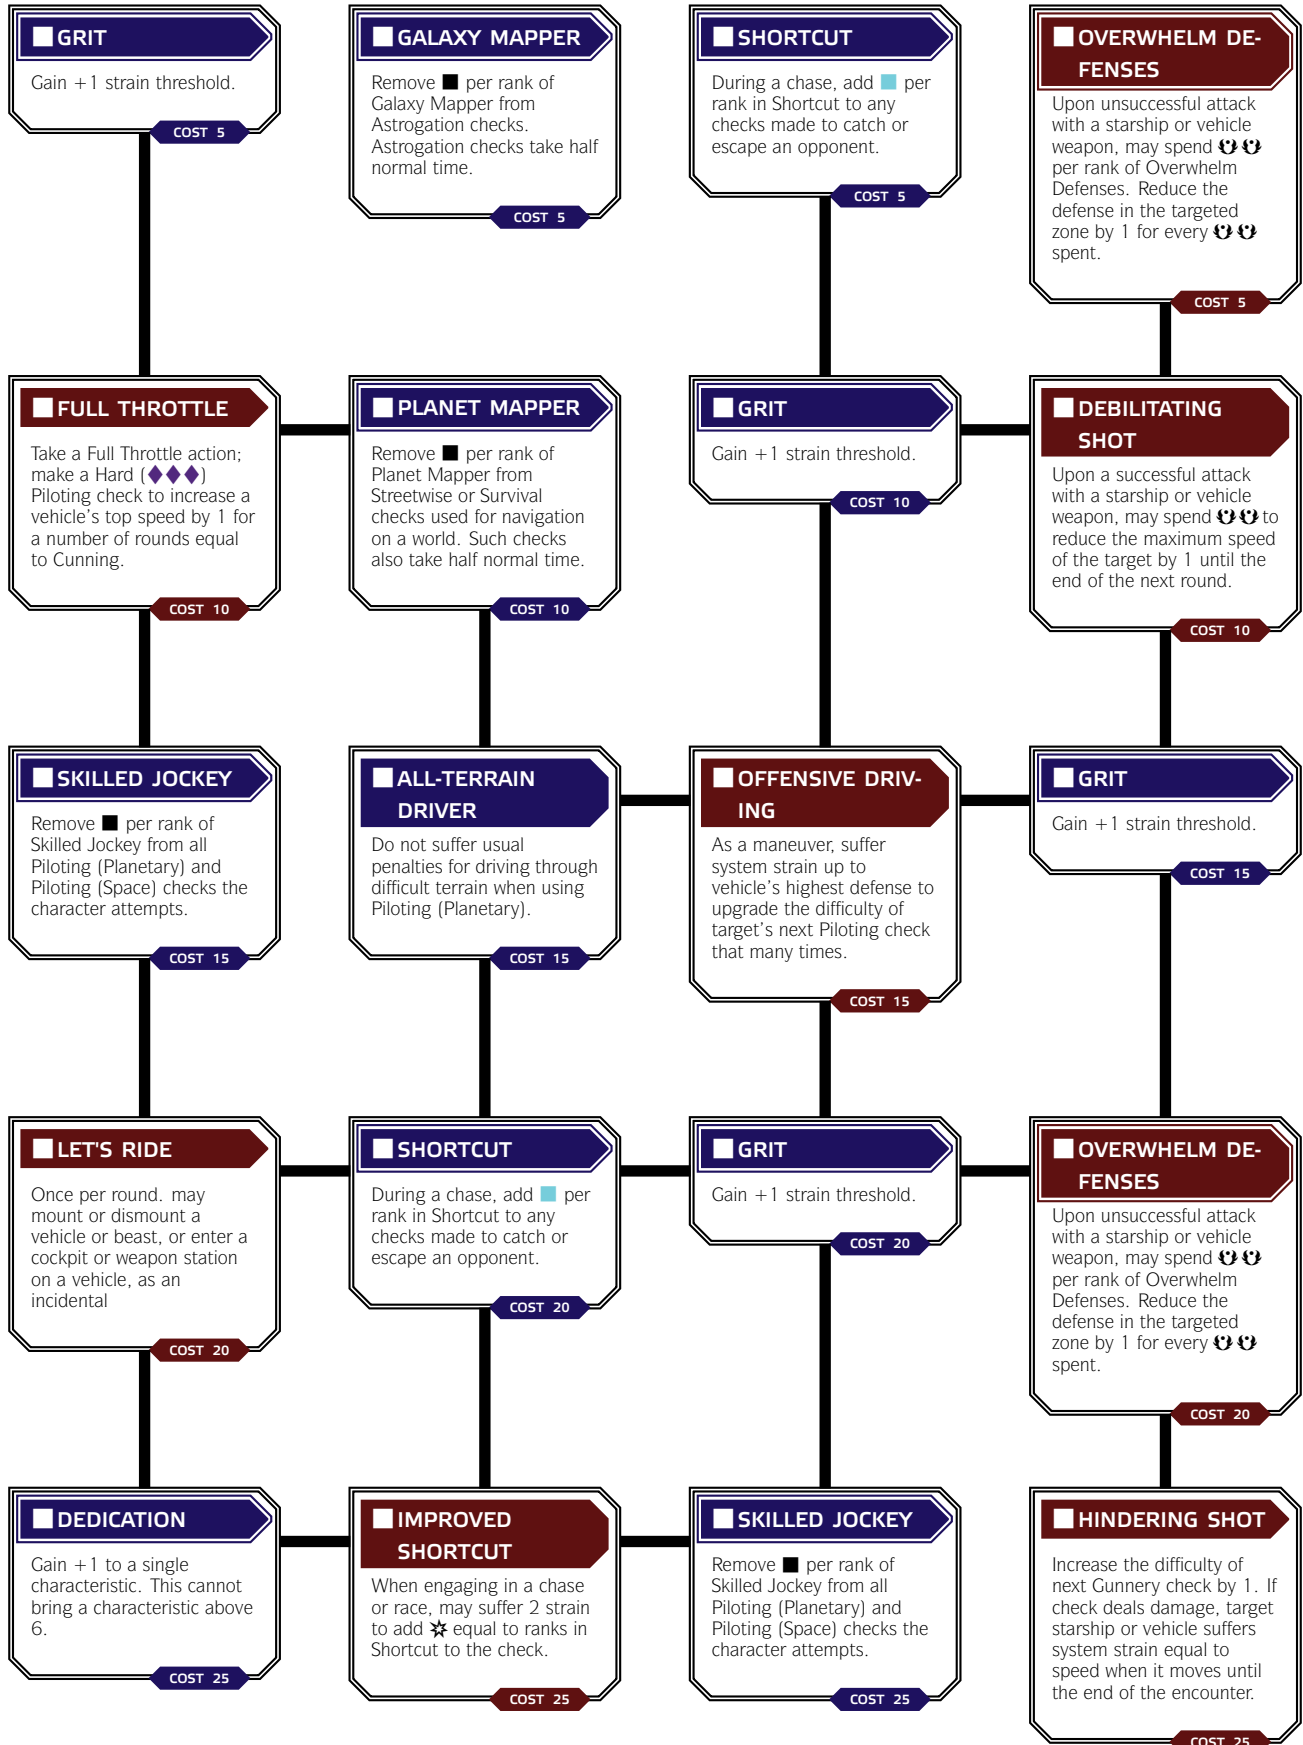 GRIT
Gain +1 strain threshold.
COST 5
GALAXY MAPPER
Remove per rank of
Galaxy Mapper from
Astrogation checks.
Astrogation checks take half
normal time.
COST 5
SHORTCUT
During a chase, add per
rank in Shortcut to any
checks made to catch or
escape an opponent.
COST 5
OVERWHELM DE-
FENSES
Upon unsuccessful attack
with a starship or vehicle
weapon, may spend
per rank of Overwhelm
Defenses. Reduce the
defense in the targeted
zone by 1 for every
spent.
COST 5
FULL THROTTLE
Take a Full Throttle action;
make a Hard (♦♦♦)
Piloting check to increase a
vehicle's top speed by 1 for
a number of rounds equal
to Cunning.
COST 10
PLANET MAPPER
Remove per rank of
Planet Mapper from
Streetwise or Survival
checks used for navigation
on a world. Such checks
also take half normal time.
COST 10
GRIT
Gain +1 strain threshold.
COST 10
DEBILITATING
SHOT
Upon a successful attack
with a starship or vehicle
weapon, may spend to
reduce the maximum speed
of the target by 1 until the
end of the next round.
COST 10
SKILLED JOCKEY
Remove per rank of
Skilled Jockey from all
Piloting (Planetary) and
Piloting (Space) checks the
character attempts.
COST 15
ALL-TERRAIN
DRIVER
Do not suffer usual
penalties for driving through
difficult terrain when using
Piloting (Planetary).
COST 15
OFFENSIVE DRIV-
ING
As a maneuver, suffer
system strain up to
vehicle's highest defense to
upgrade the difficulty of
target's next Piloting check
that many times.
COST 15
GRIT
Gain +1 strain threshold.
COST 15
LET'S RIDE
Once per round. may
mount or dismount a
vehicle or beast, or enter a
cockpit or weapon station
on a vehicle, as an
incidental
COST 20
SHORTCUT
During a chase, add per
rank in Shortcut to any
checks made to catch or
escape an opponent.
COST 20
GRIT
Gain +1 strain threshold.
COST 20
OVERWHELM DE-
FENSES
Upon unsuccessful attack
with a starship or vehicle
weapon, may spend
per rank of Overwhelm
Defenses. Reduce the
defense in the targeted
zone by 1 for every
spent.
COST 20
DEDICATION
Gain +1 to a single
characteristic. This cannot
bring a characteristic above
6.
COST 25
IMPROVED
SHORTCUT
When engaging in a chase
or race, may suffer 2 strain
to add equal to ranks in
Shortcut to the check.
COST 25
SKILLED JOCKEY
Remove per rank of
Skilled Jockey from all
Piloting (Planetary) and
Piloting (Space) checks the
character attempts.
COST 25
HINDERING SHOT
Increase the difficulty of
next Gunnery check by 1. If
check deals damage, target
starship or vehicle suffers
system strain equal to
speed when it moves until
the end of the encounter.
COST 25